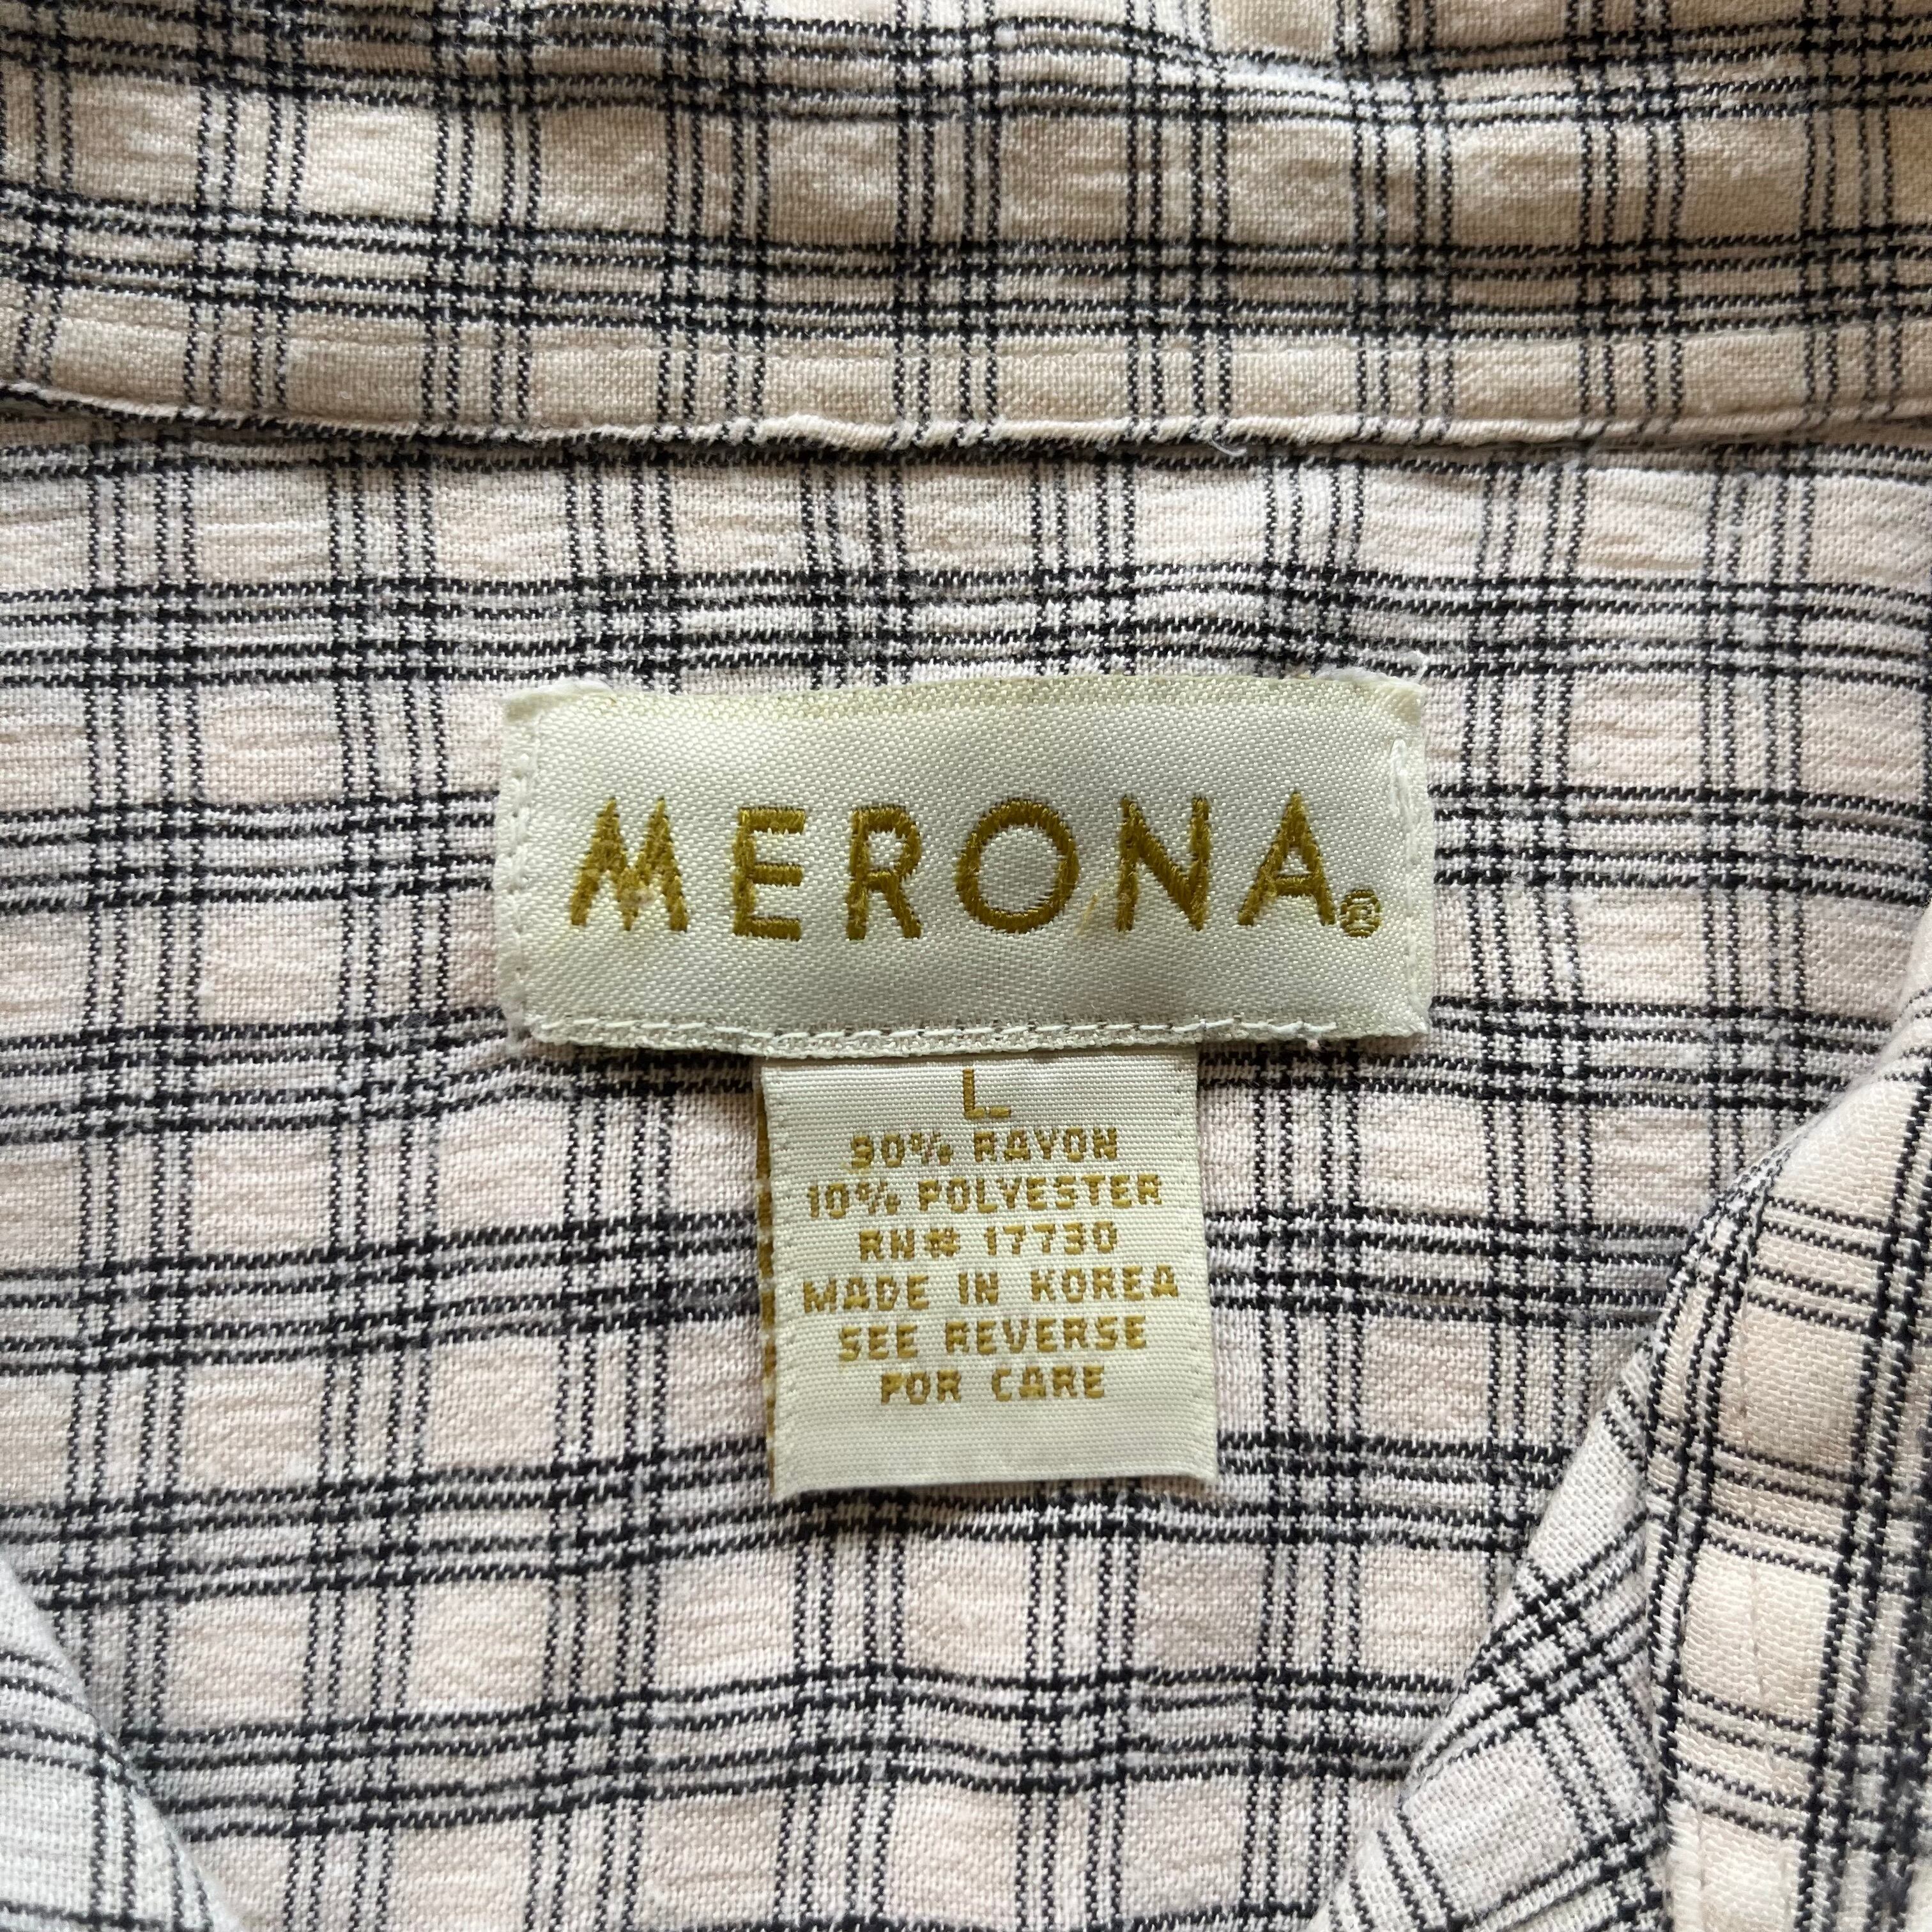 MERONA®
L
90% RAYON
10% POLYESTER
RN# 17730
MADE IN KOREA
SEE REVERSE
FOR CARE